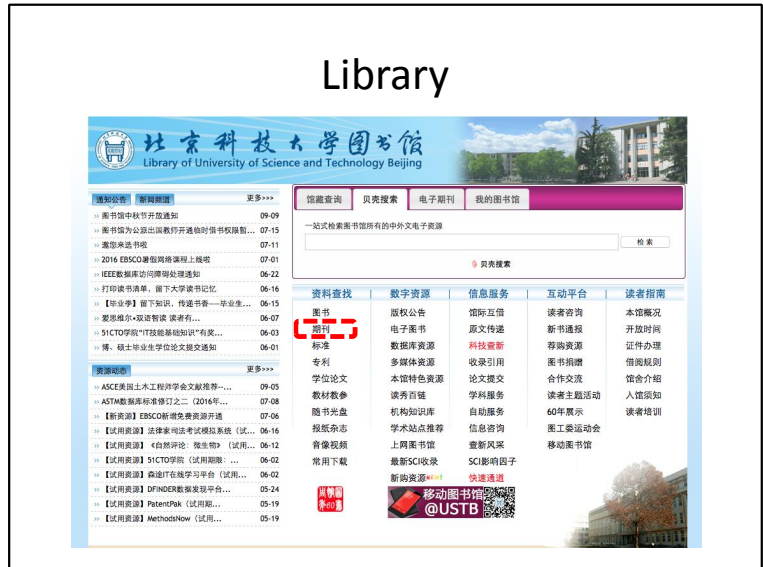 Library
北京科技大学图书馆
Library of University of Science and Technology Beijing
通知公告 新闻频道 更多>>>
>> 图书馆中秋节开放通知 09-09
>> 图书馆为公派出国教师开通临时借书权限暂... 07-15
>> 邀您来选书啦 07-11
>> 2016 EBSCO暑假网络课程上线啦 07-01
>> IEEE数据库访问障碍处理通知 06-22
>> 打印读书清单，留下大学读书记忆 06-16
>> 【毕业季】留下知识，传递书香——毕业生... 06-15
>> 爱思唯尔•双语智读 读者有... 06-07
>> 51CTO学院“IT技能基础知识”有奖... 06-03
>> 博、硕士毕业生学位论文提交通知 06-01
资源动态 更多>>>
>> ASCE美国土木工程师学会文献推荐--... 09-05
>> ASTM数据库标准修订之二（2016年... 07-08
>> 【新资源】EBSCO新增免费资源开通 07-06
>> 【试用资源】法律家司法考试模拟系统（试... 06-16
>> 【试用资源】《自然评论：微生物》（试用... 06-12
>> 【试用资源】51CTO学院（试用期限： ... 06-02
>> 【试用资源】森途IT在线学习平台（试用... 06-02
>> 【试用资源】DFINDER数据发现平台... 05-24
>> 【试用资源】PatentPak（试用期... 05-19
>> 【试用资源】MethodsNow（试用... 05-19
馆藏查询 贝壳搜索 电子期刊 我的图书馆
一站式检索图书馆所有的中外文电子资源
检 索
贝壳搜索
资料查找 数字资源 信息服务 互动平台 读者指南
图书 版权公告 馆际互借 读者咨询 本馆概况
期刊 电子图书 原文传递 新书通报 开放时间
标准 数据库资源 科技查新 荐购资源 证件办理
专利 多媒体资源 收录引用 图书捐赠 借阅规则
学位论文 本馆特色资源 论文提交 合作交流 馆舍介绍
教材教参 读秀百链 学科服务 读者主题活动 入馆须知
随书光盘 机构知识库 自助服务 60年展示 读者培训
报纸杂志 学术站点推荐 信息咨询 图工委运动会
音像视频 上网图书馆 查新风采 移动图书馆
常用下载 最新SCI收录 SCI影响因子
新购资源 快速通道
移动图书馆
@USTB